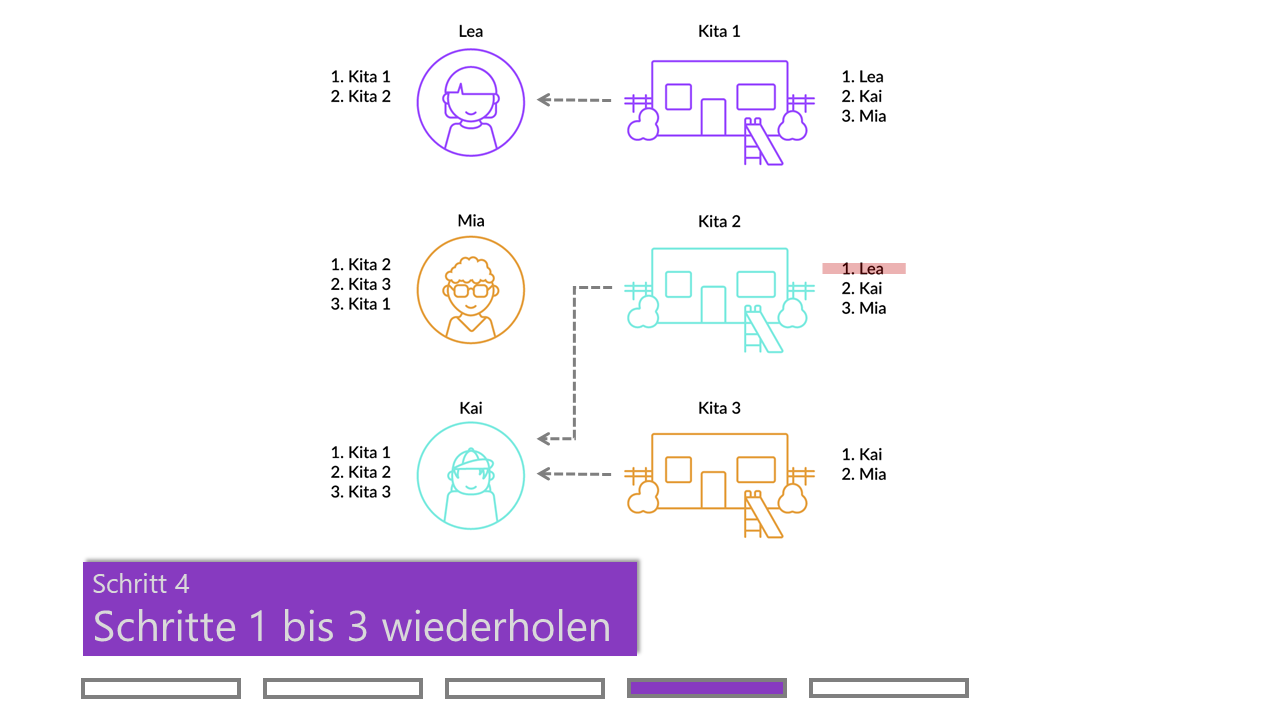 Lea
Kita 1
1. Kita 1
2. Kita 2
1. Lea
2. Kai
3. Mia
Mia
Kita 2
1. Kita 2
2. Kita 3
3. Kita 1
1. Lea
2. Kai
3. Mia
Kai
Kita 3
1. Kita 1
2. Kita 2
3. Kita 3
1. Kai
2. Mia
Schritt 4
Schritte 1 bis 3 wiederholen